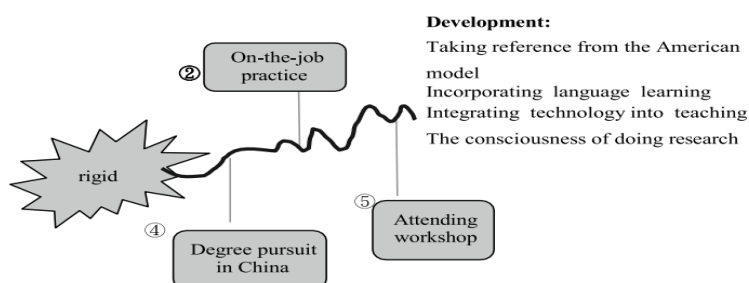 Development:
Taking reference from the American
model
Incorporating language learning
Integrating technology into teaching
The consciousness of doing research
②
On-the-job
practice
rigid
④
Degree pursuit
in China
⑤
Attending
workshop